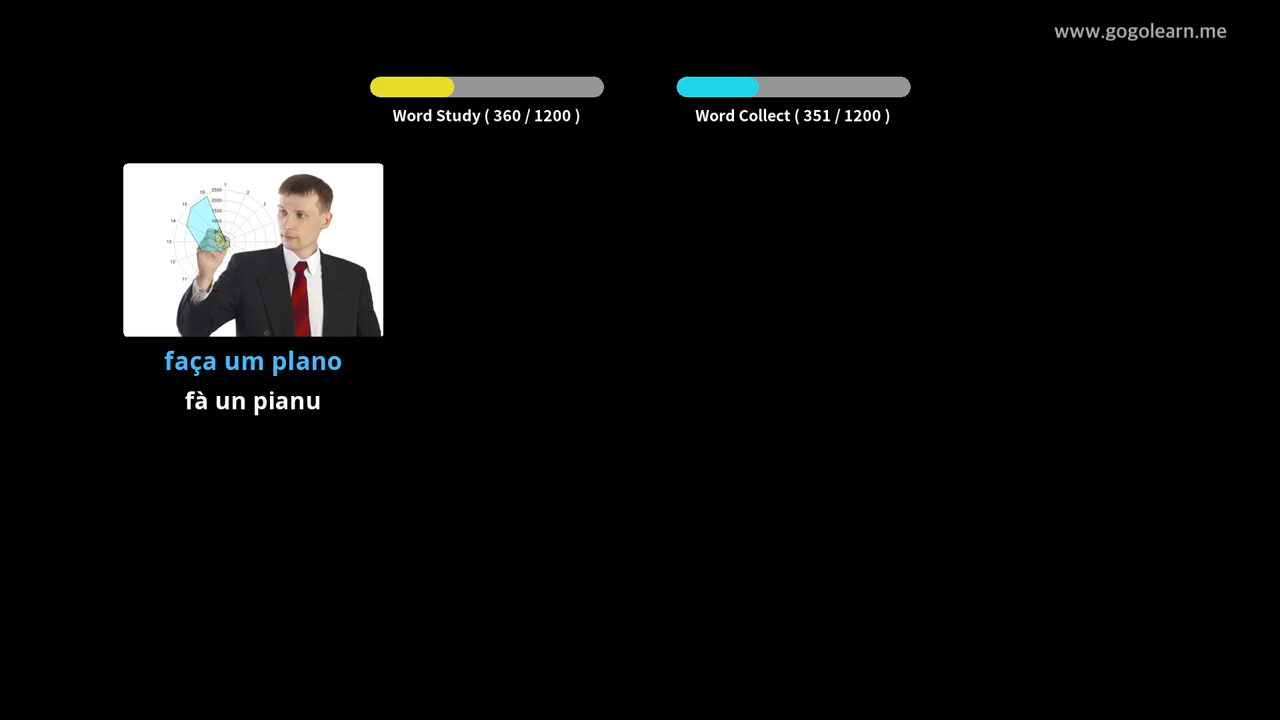 www.gogolearn.me
Word Study ( 360 / 1200 )
Word Collect ( 351 / 1200 )
faça um plano
fà un pianu